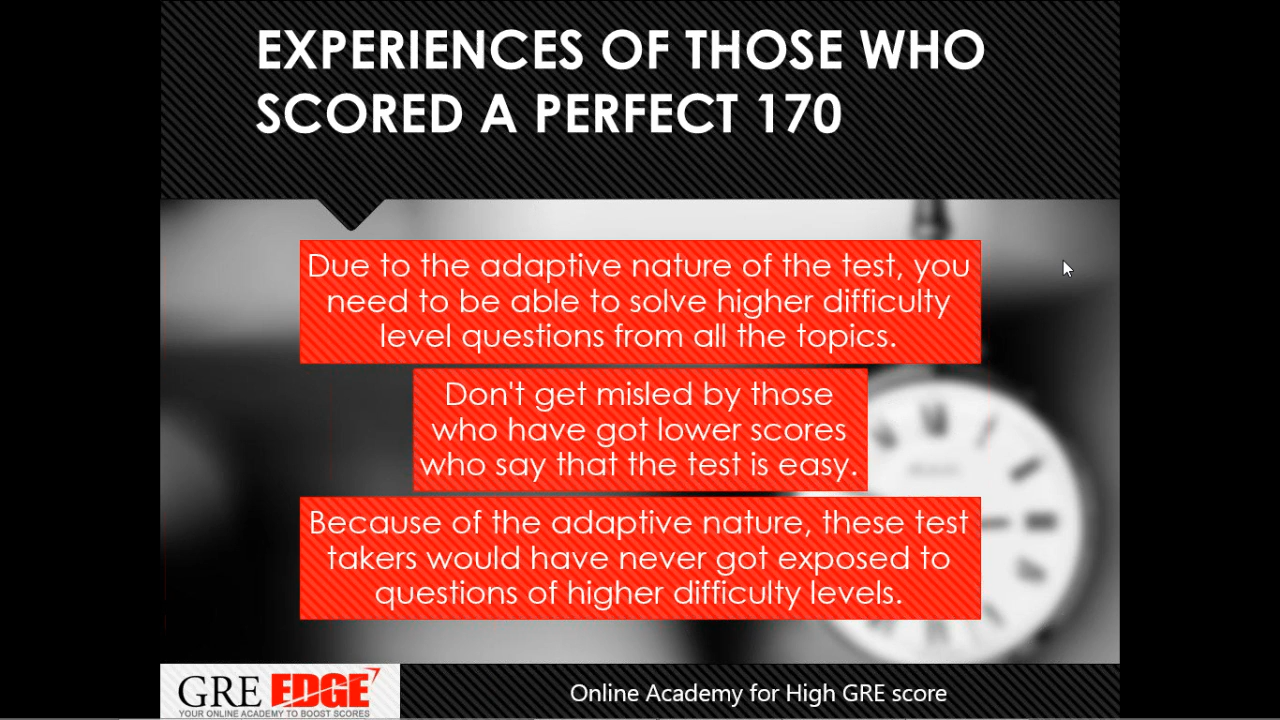 EXPERIENCES OF THOSE WHO
SCORED A PERFECT 170
Due to the adaptive nature of the test, you
need to be able to solve higher difficulty
level questions from all the topics.
Don't get misled by those
who have got lower scores
who say that the test is easy.
Because of the adaptive nature, these test
takers would have never got exposed to
questions of higher difficulty levels.
GRE EDGE
YOUR ONLINE ACADEMY TO BOOST SCORES
Online Academy for High GRE score